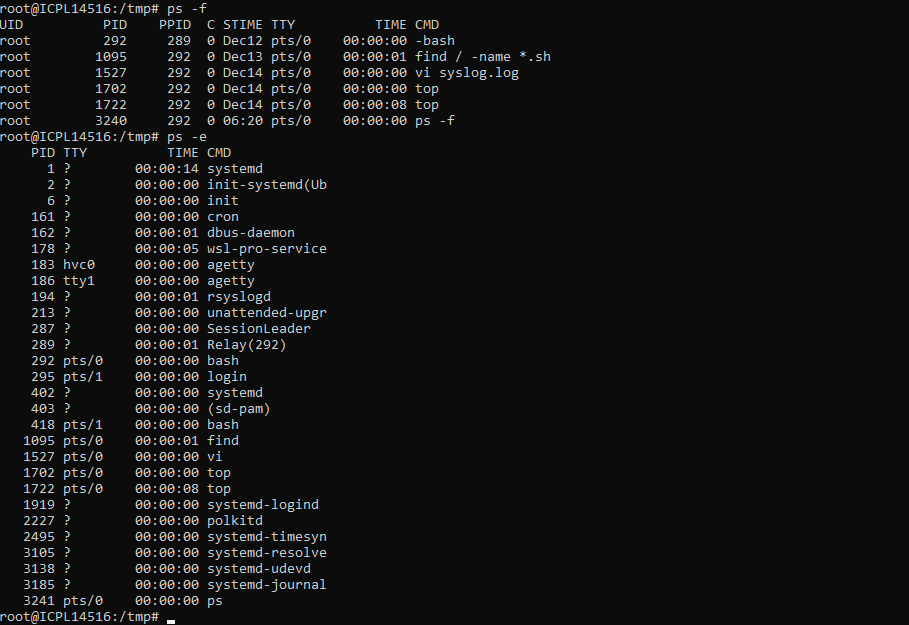 root@ICPL14516:/tmp# ps -f
UID          PID    PPID  C STIME TTY          TIME CMD
root         292     289  0 Dec12 pts/0    00:00:00 -bash
root        1095     292  0 Dec13 pts/0    00:00:01 find / -name *.sh
root        1527     292  0 Dec14 pts/0    00:00:00 vi syslog.log
root        1702     292  0 Dec14 pts/0    00:00:00 top
root        1722     292  0 Dec14 pts/0    00:00:08 top
root        3240     292  0 06:20 pts/0    00:00:00 ps -f
root@ICPL14516:/tmp# ps -e
    PID TTY          TIME CMD
      1 ?        00:00:14 systemd
      2 ?        00:00:00 init-systemd(Ub
      6 ?        00:00:00 init
    161 ?        00:00:00 cron
    162 ?        00:00:01 dbus-daemon
    178 ?        00:00:05 wsl-pro-service
    183 hvc0     00:00:00 agetty
    186 tty1     00:00:00 agetty
    194 ?        00:00:01 rsyslogd
    213 ?        00:00:00 unattended-upgr
    287 ?        00:00:00 SessionLeader
    289 ?        00:00:01 Relay(292)
    292 pts/0    00:00:00 bash
    295 pts/1    00:00:00 login
    402 ?        00:00:00 systemd
    403 ?        00:00:00 (sd-pam)
    418 pts/1    00:00:00 bash
   1095 pts/0    00:00:01 find
   1527 pts/0    00:00:00 vi
   1702 pts/0    00:00:00 top
   1722 pts/0    00:00:08 top
   1919 ?        00:00:00 systemd-logind
   2227 ?        00:00:00 polkitd
   2495 ?        00:00:00 systemd-timesyn
   3105 ?        00:00:00 systemd-resolve
   3138 ?        00:00:00 systemd-udevd
   3185 ?        00:00:00 systemd-journal
   3241 pts/0    00:00:00 ps
root@ICPL14516:/tmp#